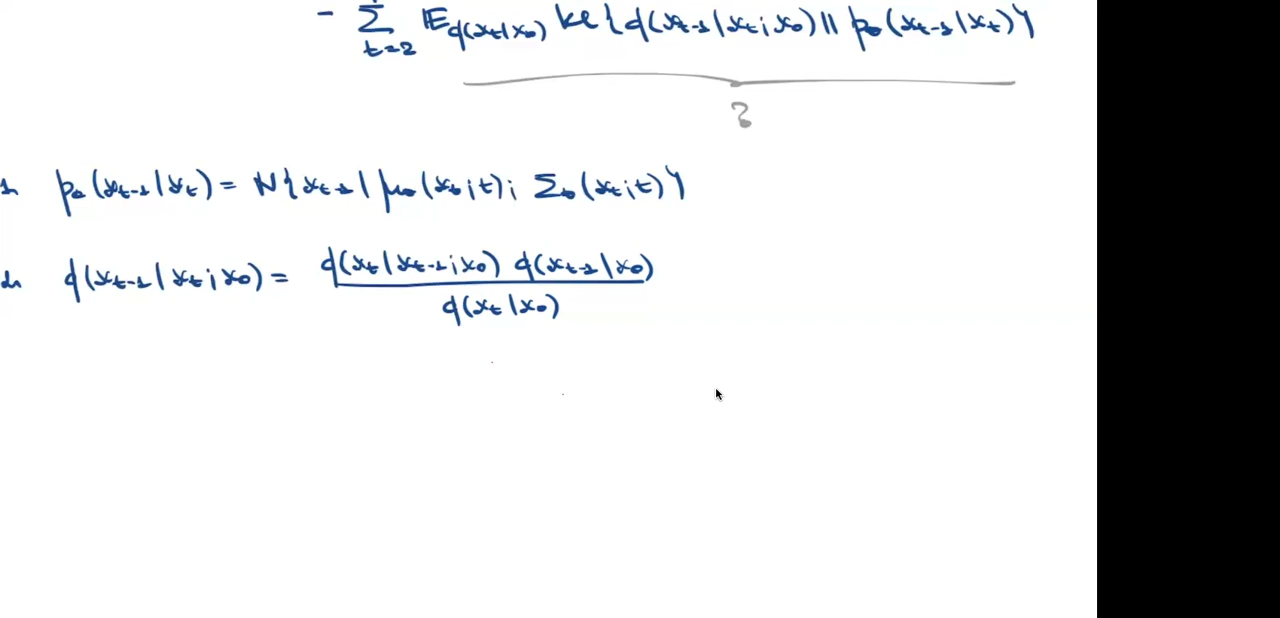 - Σ_{t=2} 𝔼_{q(x_t|x_0)} KL{q(x_{t-1}|x_t; x_0) || p_θ(x_{t-1}|x_t)}
?
p_θ(x_{t-1}|x_t) = N{x_{t-1}| μ_θ(x_t; t); Σ_θ(x_t; t)}
q(x_{t-1}|x_t; x_0) = q(x_t|x_{t-1}; x_0) q(x_{t-1}|x_0)
q(x_t|x_0)